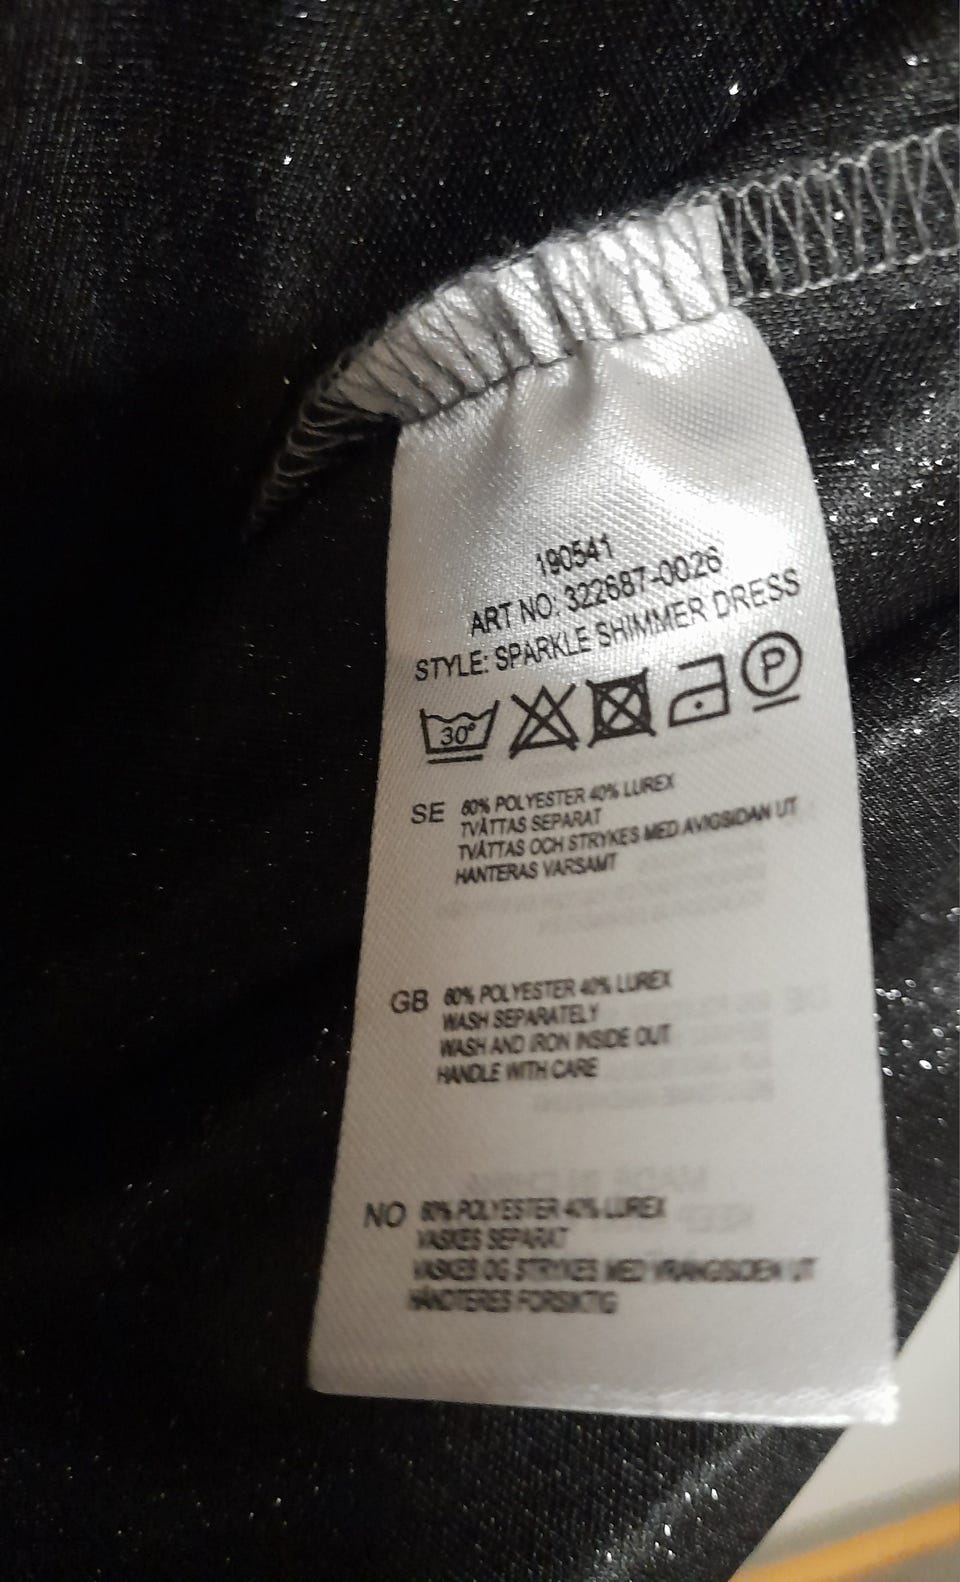 190541
ART NO: 322687-0026
STYLE: SPARKLE SHIMMER DRESS
30°
P
SE 60% POLYESTER 40% LUREX
TVÄTTAS SEPARAT
TVÄTTAS OCH STRYKES MED AVIGSIDAN UT
HANTERAS VARSAMT
GB 60% POLYESTER 40% LUREX
WASH SEPARATELY
WASH AND IRON INSIDE OUT
HANDLE WITH CARE
NO 60% POLYESTER 40% LUREX
VASKES SEPARAT
VASKES OG STRYKES MED VRANGSIDEN UT
HÅNDTERES FORSIKTIG